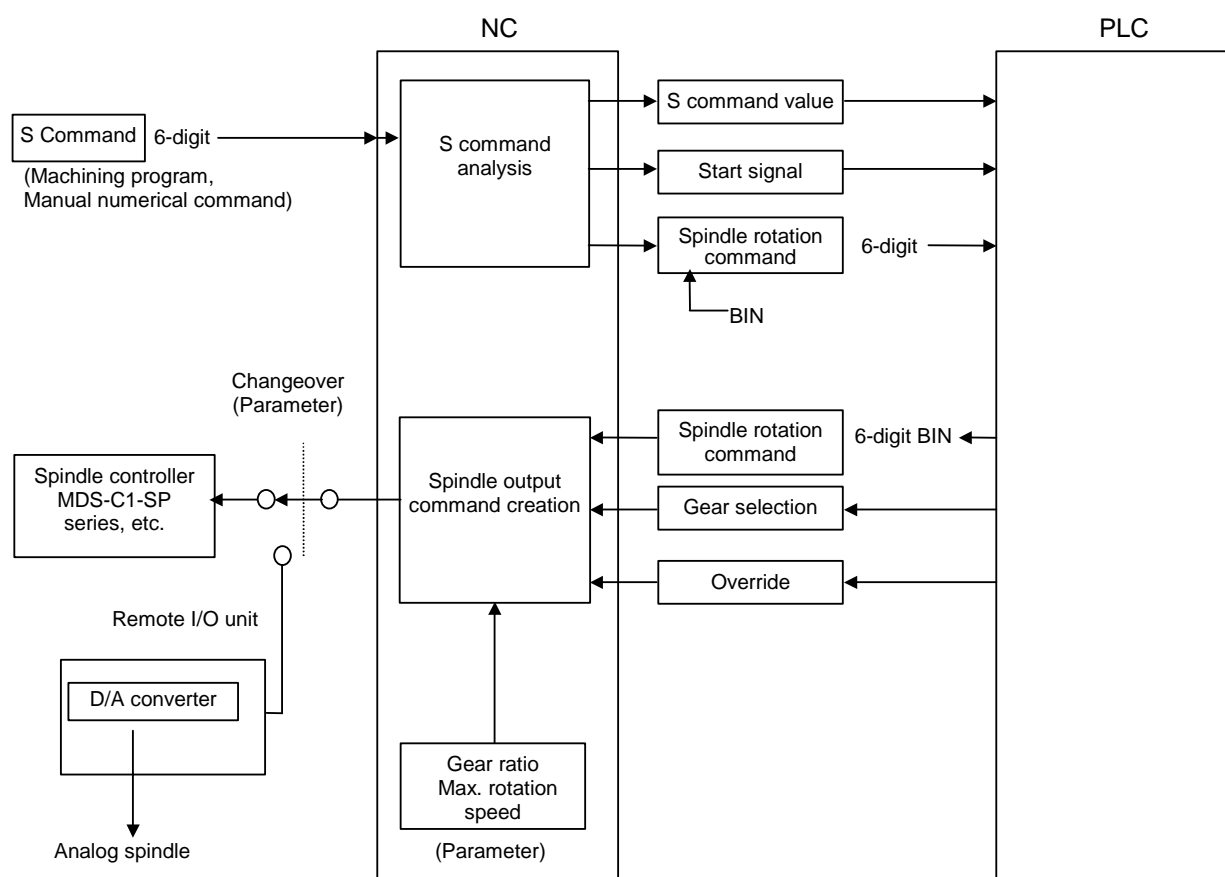 NC
PLC
S Command
6-digit
(Machining program,
Manual numerical command)
S command
analysis
S command value
Start signal
Spindle rotation
command
6-digit
BIN
Changeover
(Parameter)
Spindle controller
MDS-C1-SP
series, etc.
Spindle output
command creation
Spindle rotation
command
6-digit BIN
Gear selection
Override
Remote I/O unit
D/A converter
Analog spindle
Gear ratio
Max. rotation
speed
(Parameter)